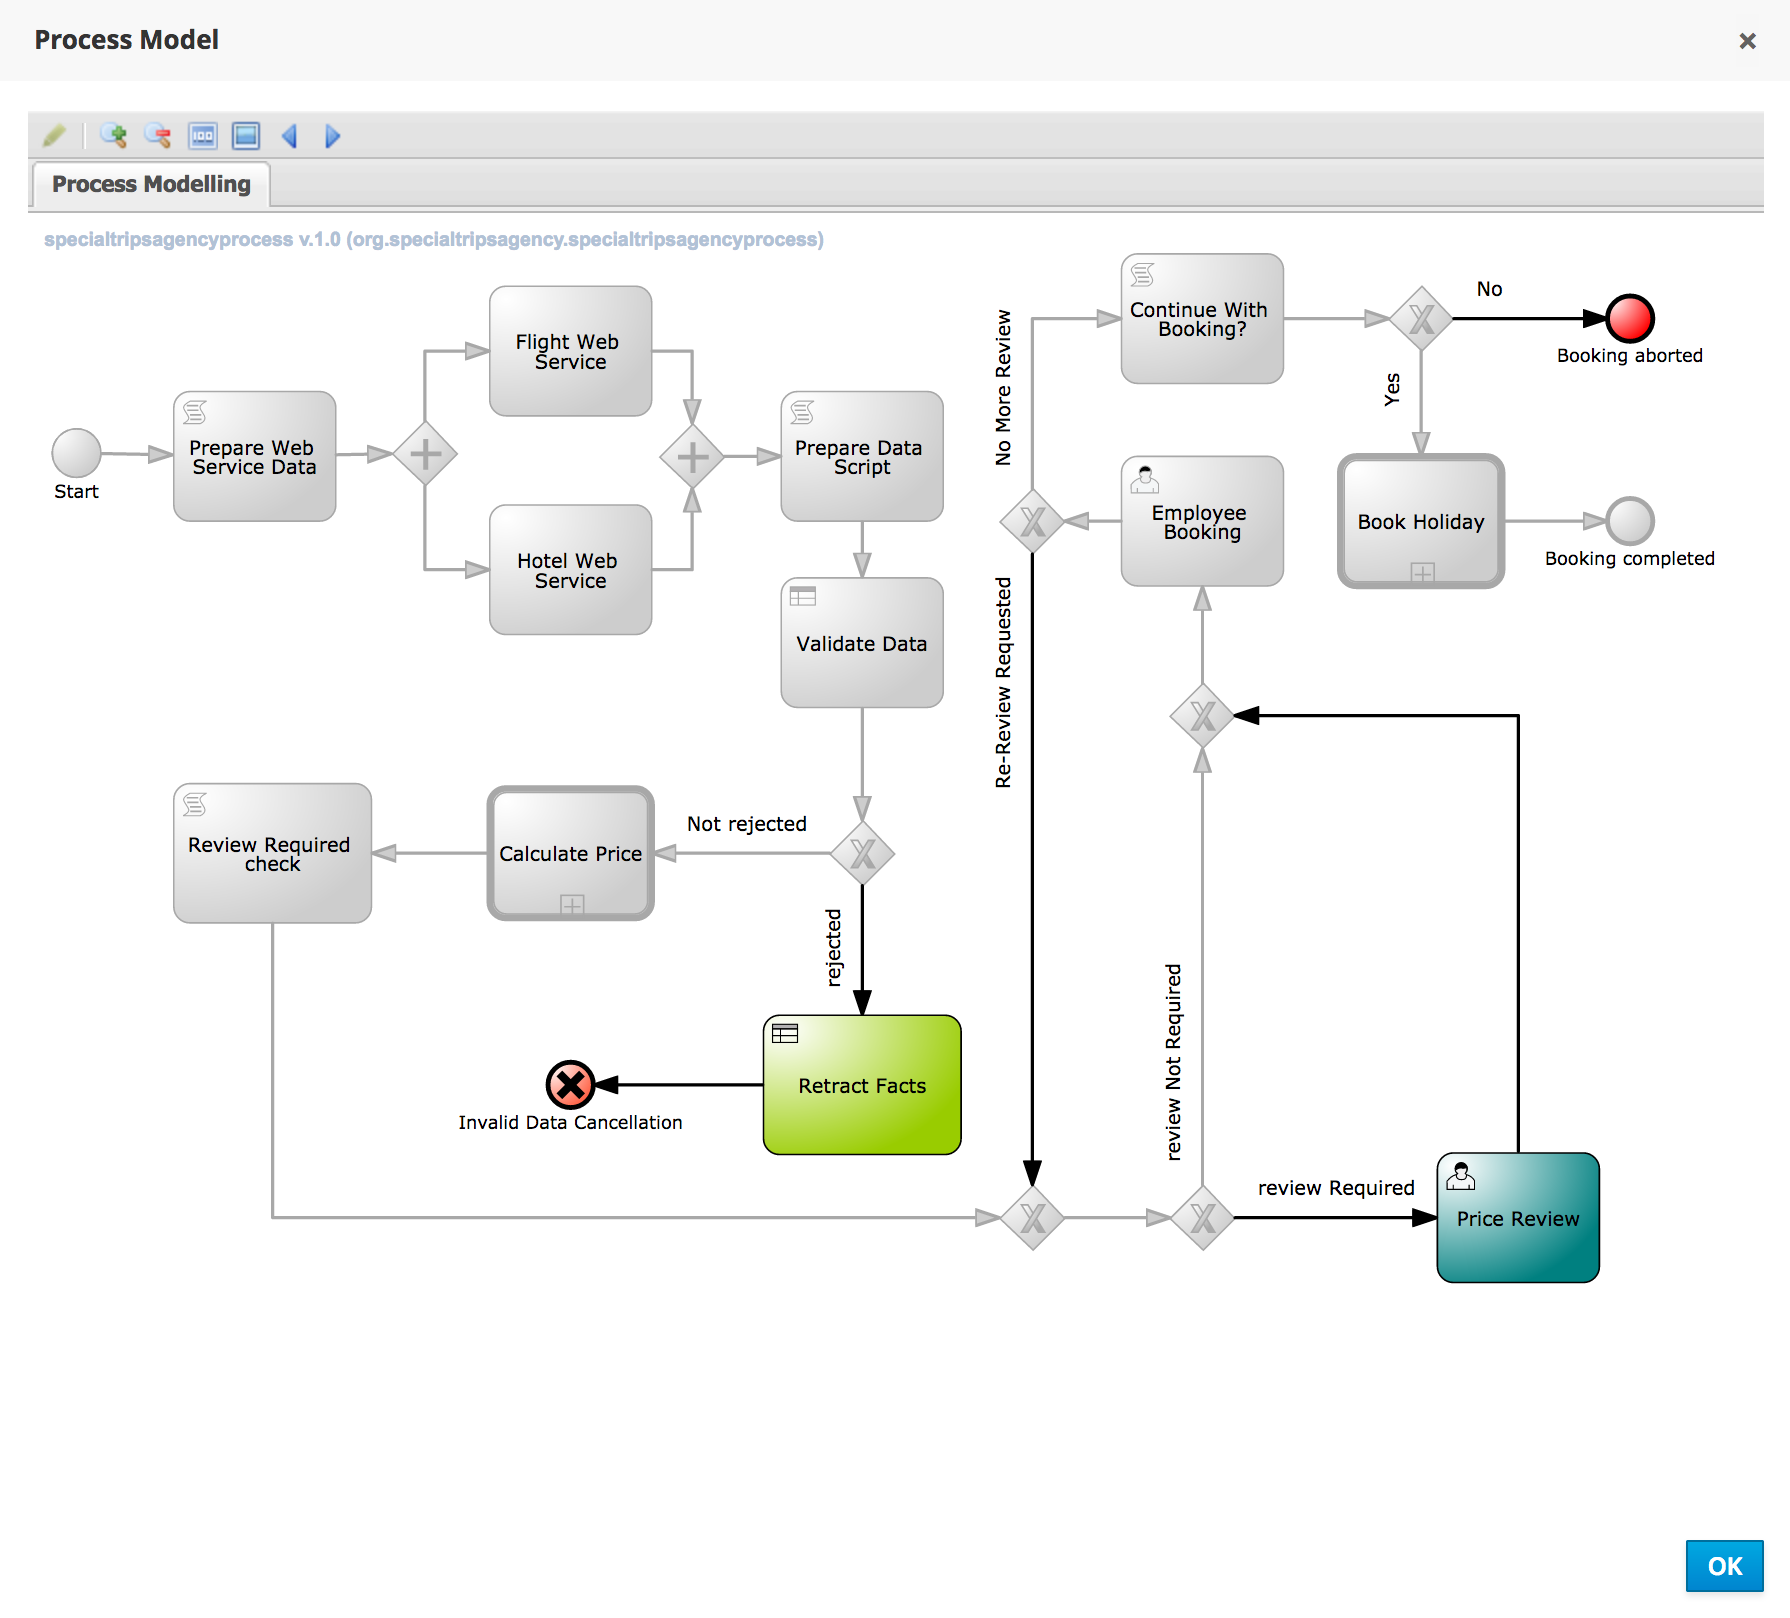 Process Model
Process Modelling
specialtripsagencyprocess v.1.0 (org.specialtripsagency.specialtripsagencyprocess)
Start
Prepare Web
Service Data
Flight Web
Service
Hotel Web
Service
Prepare Data
Script
Validate Data
Not rejected
rejected
Calculate Price
Review Required
check
Retract Facts
Invalid Data Cancellation
No More Review
Re-Review Requested
Continue With
Booking?
No
Booking aborted
Yes
Employee
Booking
Book Holiday
Booking completed
review Not Required
review Required
Price Review
OK